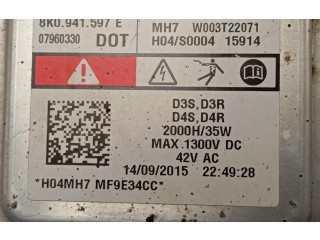 8K0.941.597 E
MH7 W003T22071
07960330 DOT
H04/S0004 15914
D3S,D3R
D4S,D4R
2000H/35W
MAX.1300V DC
42V AC
14/09/2015 22:49:28
*H04MH7 MF9E34CC*